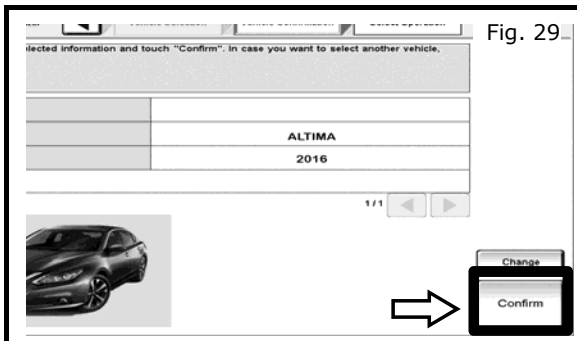 Fig. 29
elected information and touch "Confirm". In case you want to select another vehicle,
ALTIMA
2016
1/1
Change
Confirm